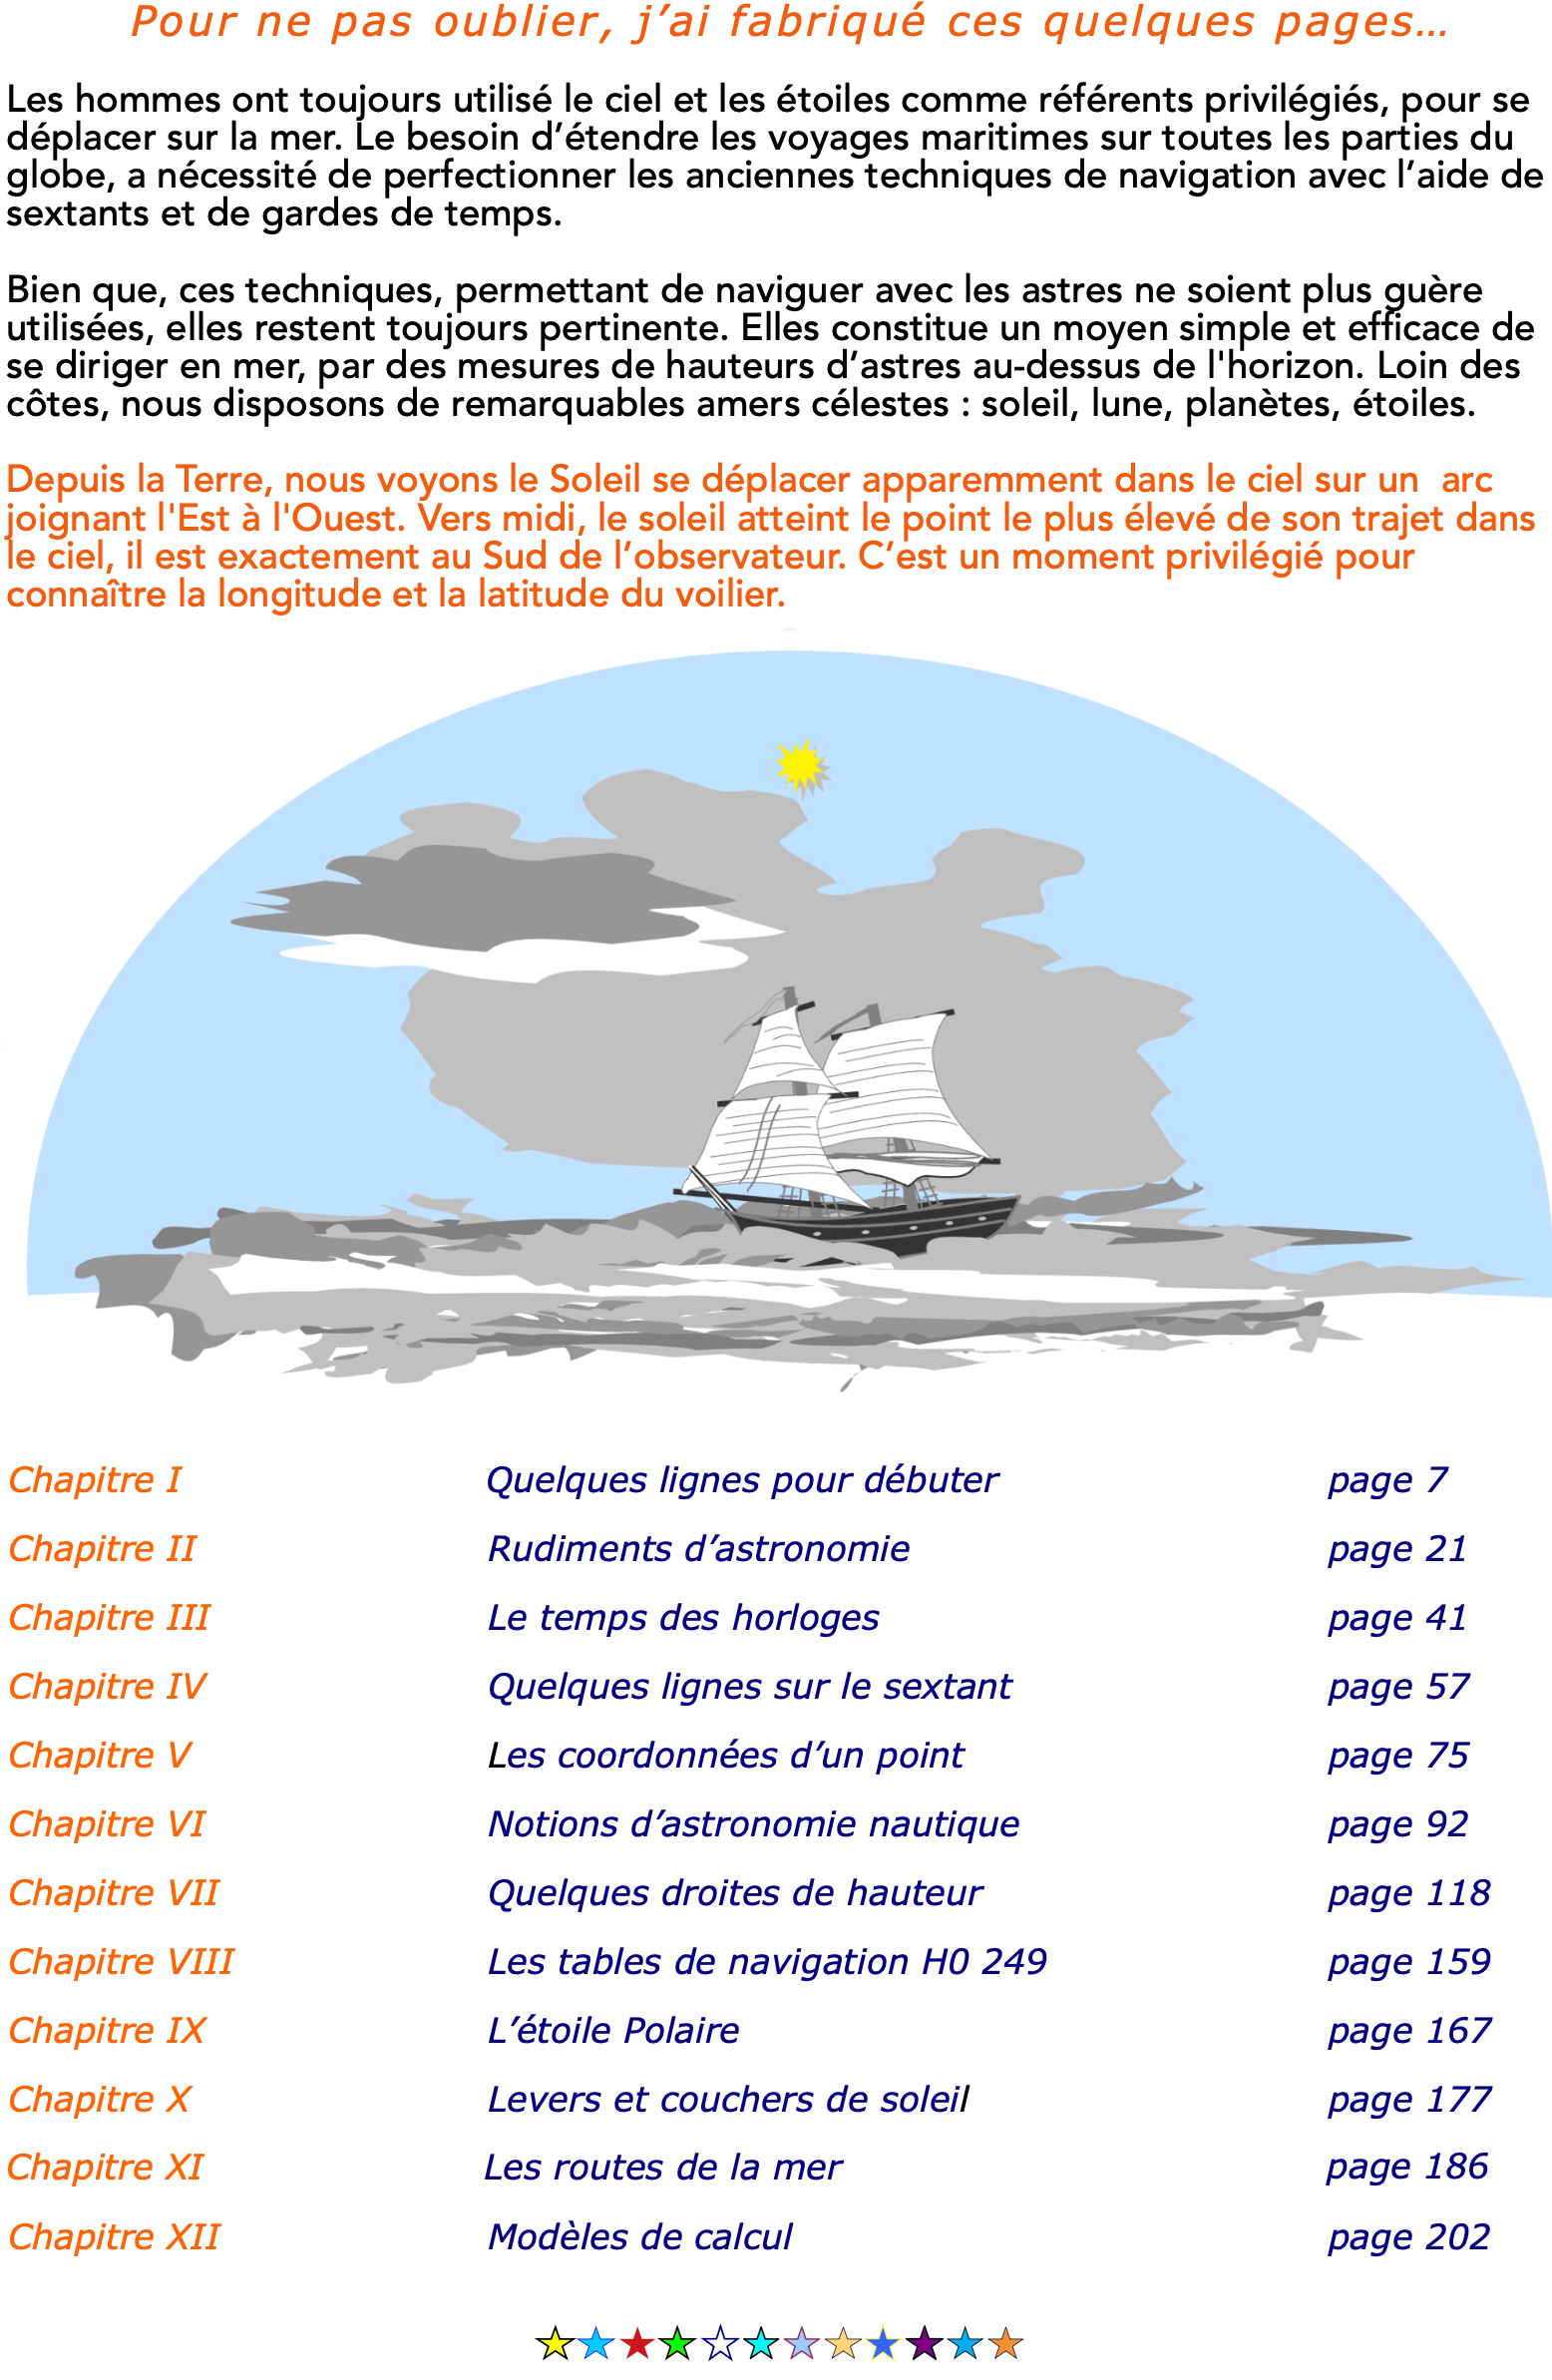 Pour ne pas oublier, j’ai fabriqué ces quelques pages…
Les hommes ont toujours utilisé le ciel et les étoiles comme référents privilégiés, pour se
déplacer sur la mer. Le besoin d’étendre les voyages maritimes sur toutes les parties du
globe, a nécessité de perfectionner les anciennes techniques de navigation avec l’aide de
sextants et de gardes de temps.
Bien que, ces techniques, permettant de naviguer avec les astres ne soient plus guère
utilisées, elles restent toujours pertinente. Elles constitue un moyen simple et efficace de
se diriger en mer, par des mesures de hauteurs d’astres au-dessus de l'horizon. Loin des
côtes, nous disposons de remarquables amers célestes : soleil, lune, planètes, étoiles.
Depuis la Terre, nous voyons le Soleil se déplacer apparemment dans le ciel sur un  arc
joignant l'Est à l'Ouest. Vers midi, le soleil atteint le point le plus élevé de son trajet dans
le ciel, il est exactement au Sud de l’observateur. C’est un moment privilégié pour
connaître la longitude et la latitude du voilier.
Chapitre I Quelques lignes pour débuter page 7
Chapitre II Rudiments d’astronomie page 21
Chapitre III Le temps des horloges page 41
Chapitre IV Quelques lignes sur le sextant page 57
Chapitre V Les coordonnées d’un point page 75
Chapitre VI Notions d’astronomie nautique page 92
Chapitre VII Quelques droites de hauteur page 118
Chapitre VIII Les tables de navigation H0 249 page 159
Chapitre IX L’étoile Polaire page 167
Chapitre X Levers et couchers de soleil page 177
Chapitre XI Les routes de la mer page 186
Chapitre XII Modèles de calcul page 202